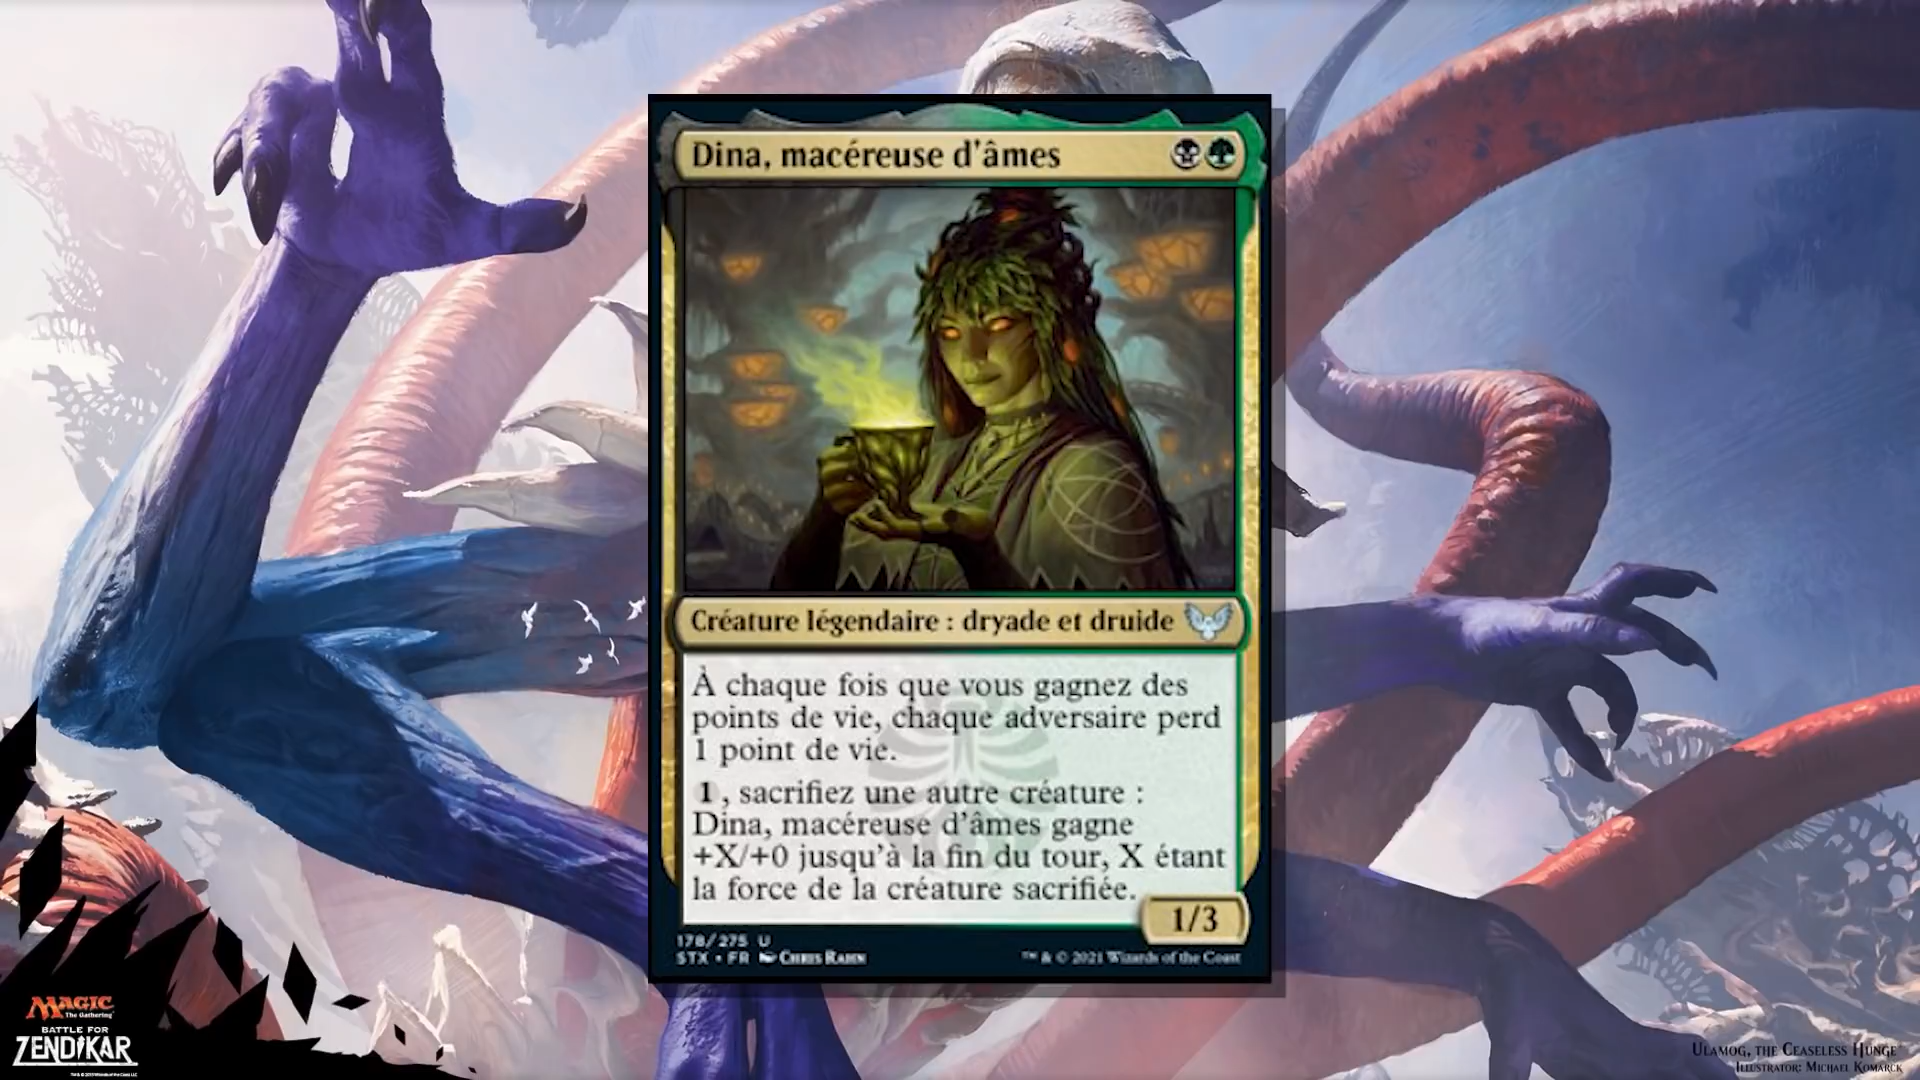 Dina, macéreuse d'âmes
Créature légendaire : dryade et druide
À chaque fois que vous gagnez des
points de vie, chaque adversaire perd
1 point de vie.
1, sacrifiez une autre créature :
Dina, macéreuse d'âmes gagne
+X/+0 jusqu'à la fin du tour, X étant
la force de la créature sacrifiée.
1/3
178/275 U
STX • FR Chris Rahn
™ & © 2021 Wizards of the Coast
Magic
The Gathering
BATTLE FOR
ZENDIKAR
Ulamog, the Ceaseless Hunge
Illustrator: Michael Komarck